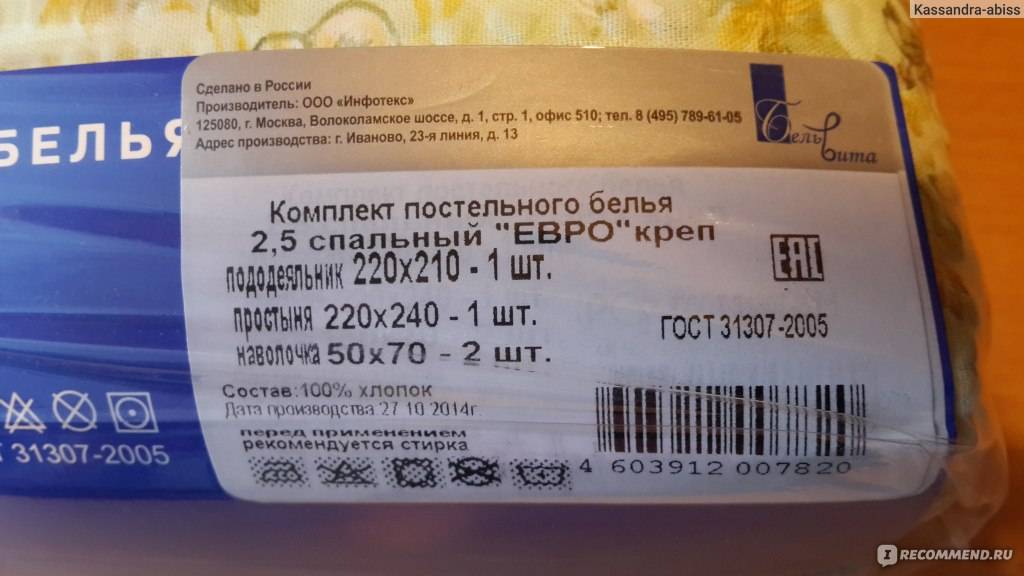 Kassandra-abiss
Сделано в России
Производитель: ООО «Инфотекс»
125080, г. Москва, Волоколамское шоссе, д. 1, стр. 1, офис 510; тел. 8 (495) 789-61-05
Адрес производства: г. Иваново, 23-я линия, д. 13
БельВита
БЕЛЬЯ
Комплект постельного белья
2,5 спальный "ЕВРО"креп
пододеяльник 220х210 - 1 шт.
простыня 220х240 - 1 шт.
наволочка 50х70 - 2 шт.
EAC
ГОСТ 31307-2005
Состав:100% хлопок
Дата производства 27 10 2014г.
перед применением
рекомендуется стирка
Т 31307-2005
4 603912 007820
IRECOMMEND.RU